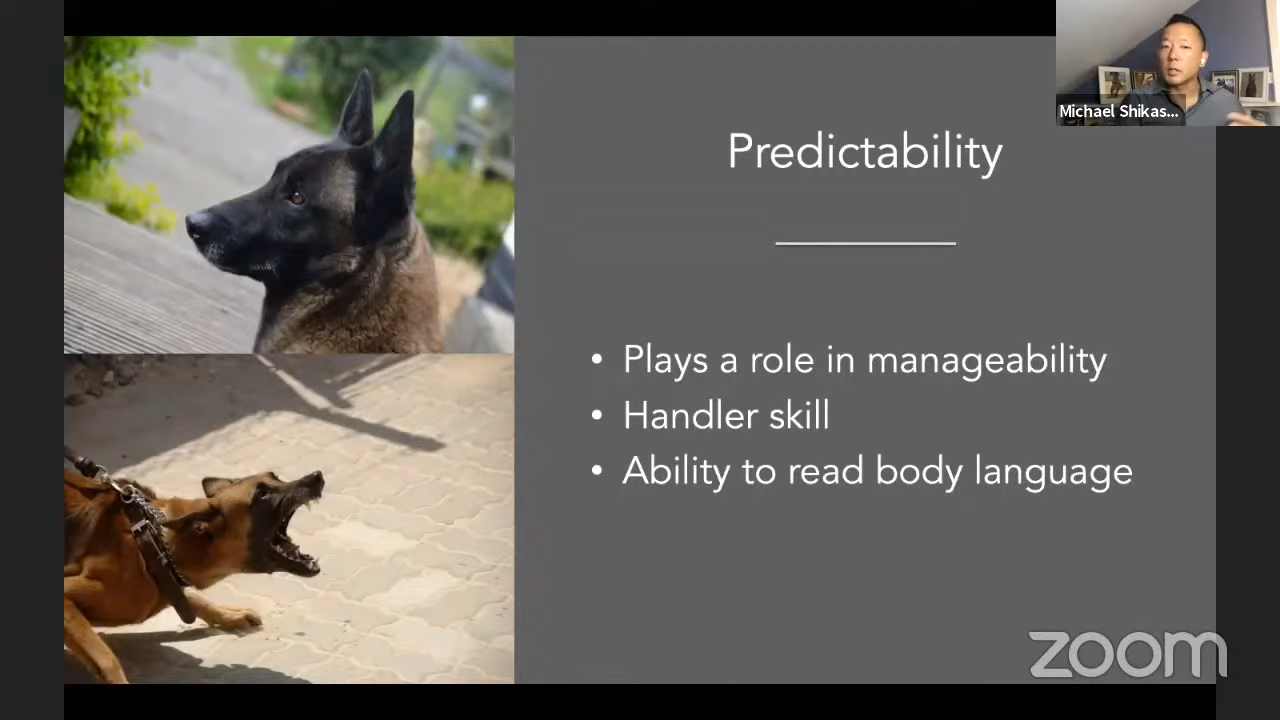 Michael Shikas...
Predictability
• Plays a role in manageability
• Handler skill
• Ability to read body language
zoom